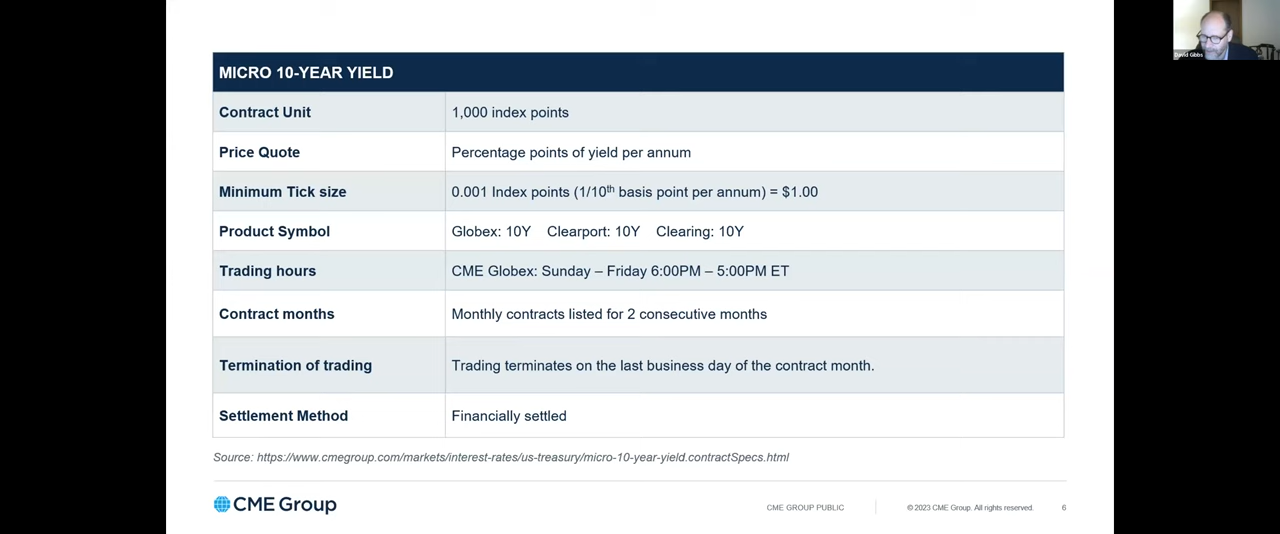 David Gibbs
MICRO 10-YEAR YIELD
Contract Unit 1,000 index points
Price Quote Percentage points of yield per annum
Minimum Tick size 0.001 Index points (1/10th basis point per annum) = $1.00
Product Symbol Globex: 10Y Clearport: 10Y Clearing: 10Y
Trading hours CME Globex: Sunday – Friday 6:00PM – 5:00PM ET
Contract months Monthly contracts listed for 2 consecutive months
Termination of trading Trading terminates on the last business day of the contract month.
Settlement Method Financially settled
Source: https://www.cmegroup.com/markets/interest-rates/us-treasury/micro-10-year-yield.contractSpecs.html
CME Group CME GROUP PUBLIC © 2023 CME Group. All rights reserved. 6